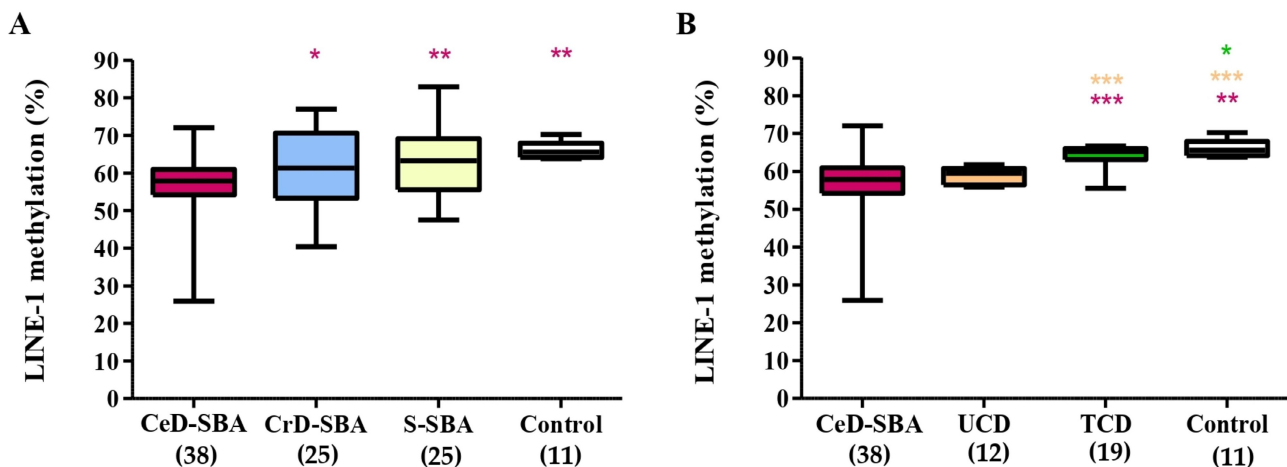 A
LINE-1 methylation (%)
90
80
70
60
50
40
30
20
10
0
* ** **
CeD-SBA CrD-SBA S-SBA Control
(38) (25) (25) (11)
B
LINE-1 methylation (%)
90
80
70
60
50
40
30
20
10
0
*
*** ***
*** **
CeD-SBA UCD TCD Control
(38) (12) (19) (11)